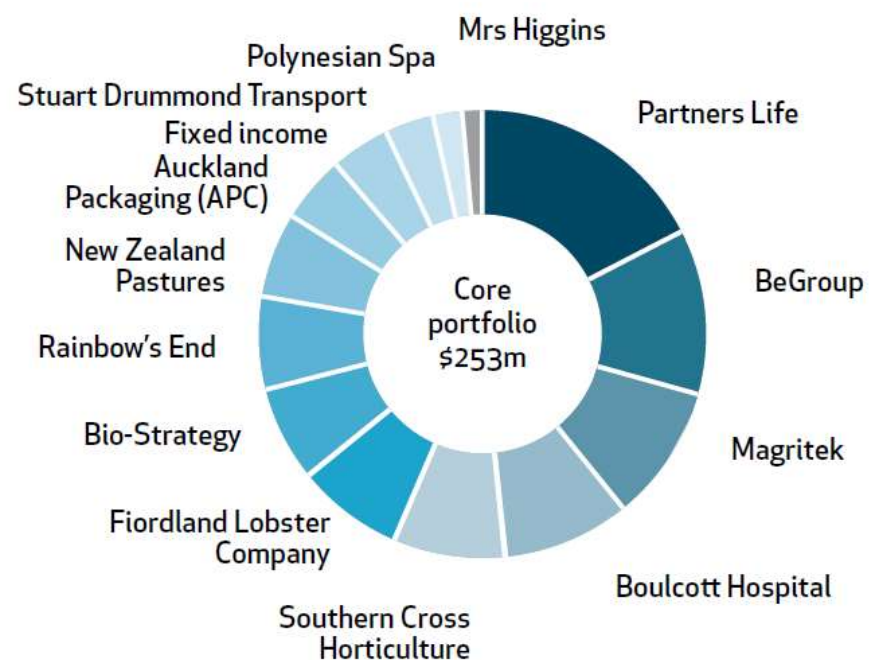 Mrs Higgins
Polynesian Spa
Stuart Drummond Transport
Fixed income
Auckland
Packaging (APC)
New Zealand
Pastures
Rainbow’s End
Bio-Strategy
Fiordland Lobster
Company
Southern Cross
Horticulture
Boulcott Hospital
Magritek
BeGroup
Partners Life
Core
portfolio
$253m